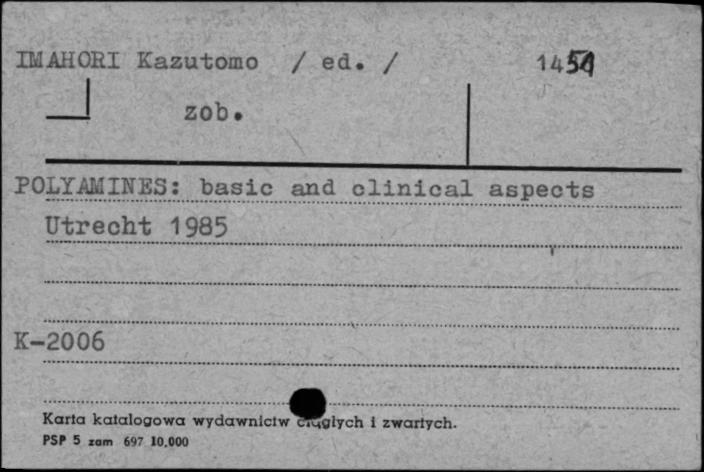 IMAHORI Kazutomo / ed. / 1454
zob.
POLYAMINES: basic and clinical aspects
Utrecht 1985
K-2006
Karta katalogowa wydawnictw ciągłych i zwartych.
PSP 5 zam 697 10.000